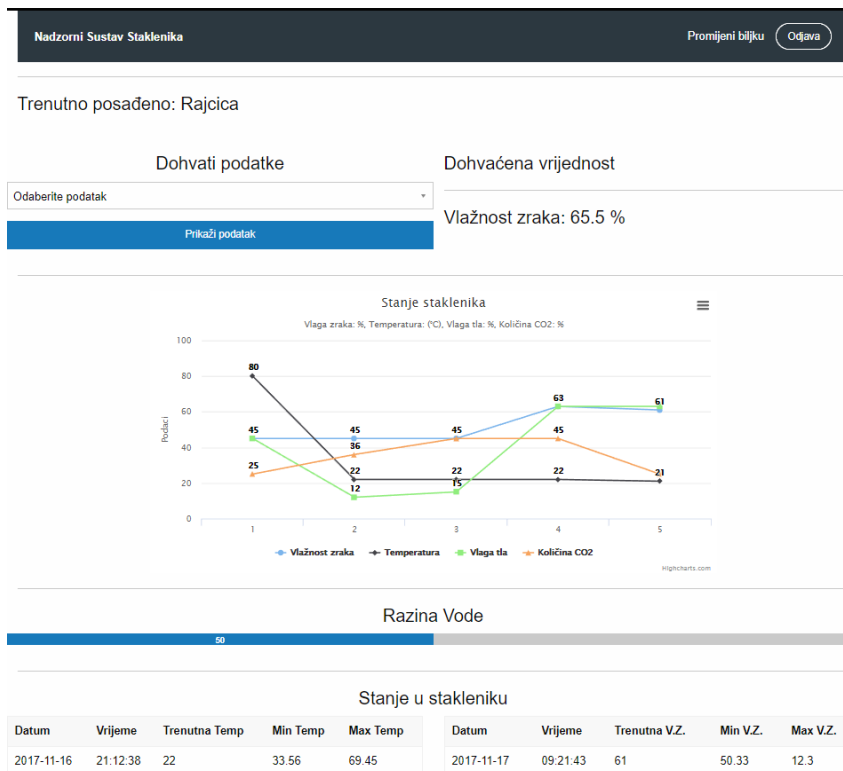 Nadzorni Sustav Staklenika Promijeni biljku Odjava
Trenutno posađeno: Rajcica
Dohvati podatke
Odaberite podatak
Prikaži podatak
Dohvaćena vrijednost
Vlažnost zraka: 65.5 %
Stanje staklenika
Vlaga zraka: %, Temperatura: (°C), Vlaga tla: %, Količina CO2: %
Podaci
100
80
60
40
20
0
80
45
25
45
36
22
12
45
22
15
63
45
22
61
21
1 2 3 4 5
Vlažnost zraka Temperatura Vlaga tla Količina CO2
Highcharts.com
Razina Vode
50
Stanje u stakleniku
Datum Vrijeme Trenutna Temp Min Temp Max Temp
2017-11-16 21:12:38 22 33.56 69.45
Datum Vrijeme Trenutna V.Z. Min V.Z. Max V.Z.
2017-11-17 09:21:43 61 50.33 12.3